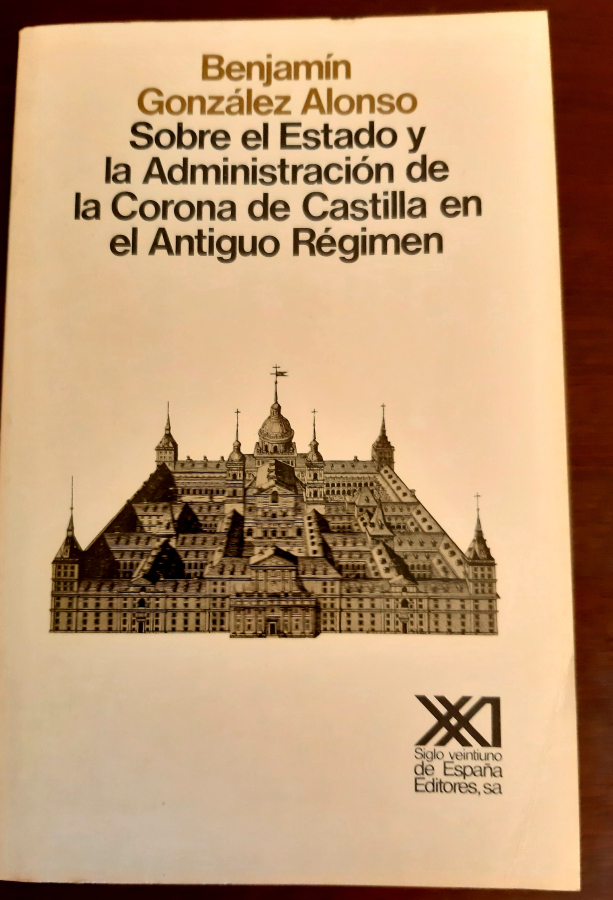 Benjamín
González Alonso
Sobre el Estado y
la Administración de
la Corona de Castilla en
el Antiguo Régimen
XXI
Siglo veintiuno
de España
Editores, sa